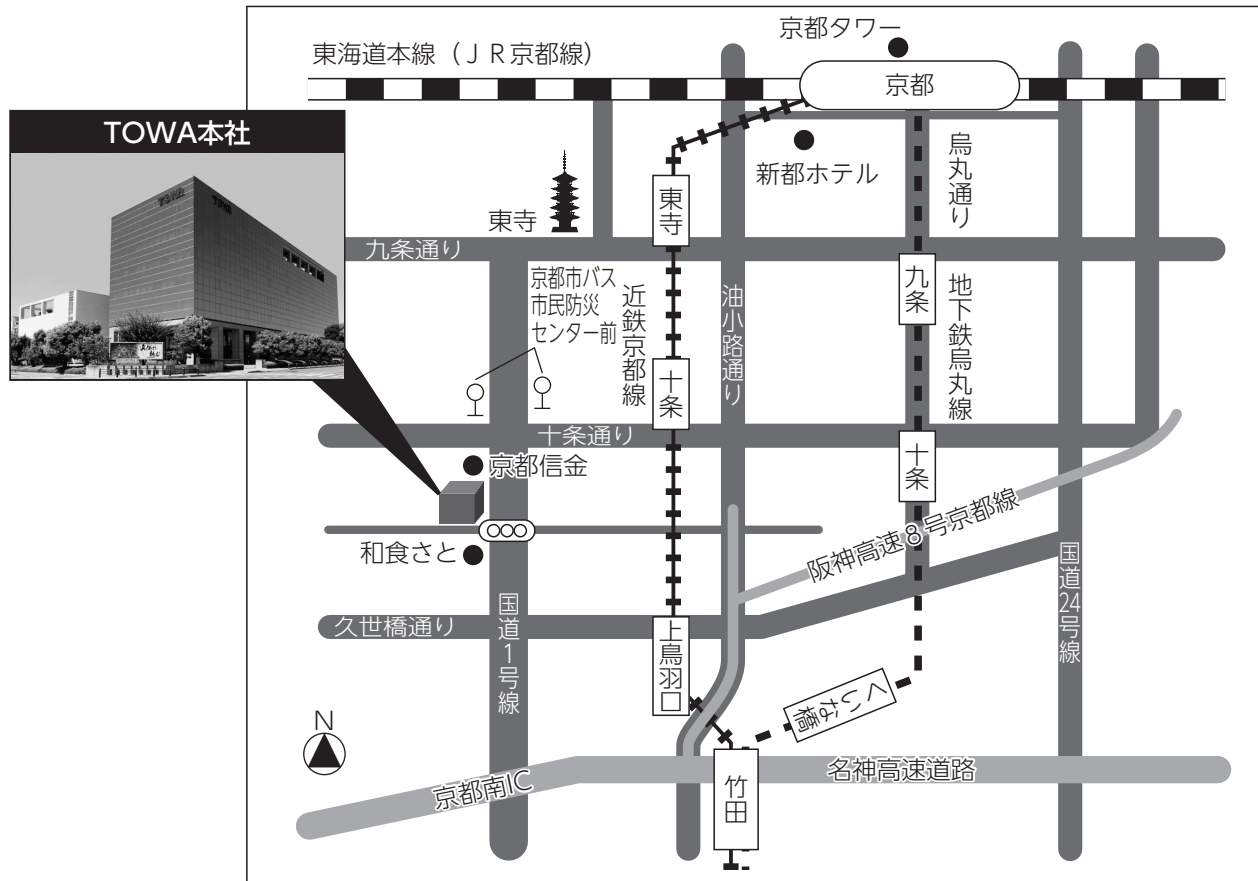 京都タワー
東海道本線（ＪＲ京都線）
京都
TOWA本社
TOWA
新都ホテル
烏丸通り
東寺
東寺
九条通り
京都市バス
市民防災
センター前
近鉄京都線
油小路通り
九条
地下鉄烏丸線
十条
十条通り
十条
京都信金
阪神高速８号京都線
和食さと
国道24号線
久世橋通り
国道１号線
上鳥羽口
くいな橋
N
竹田
名神高速道路
京都南IC